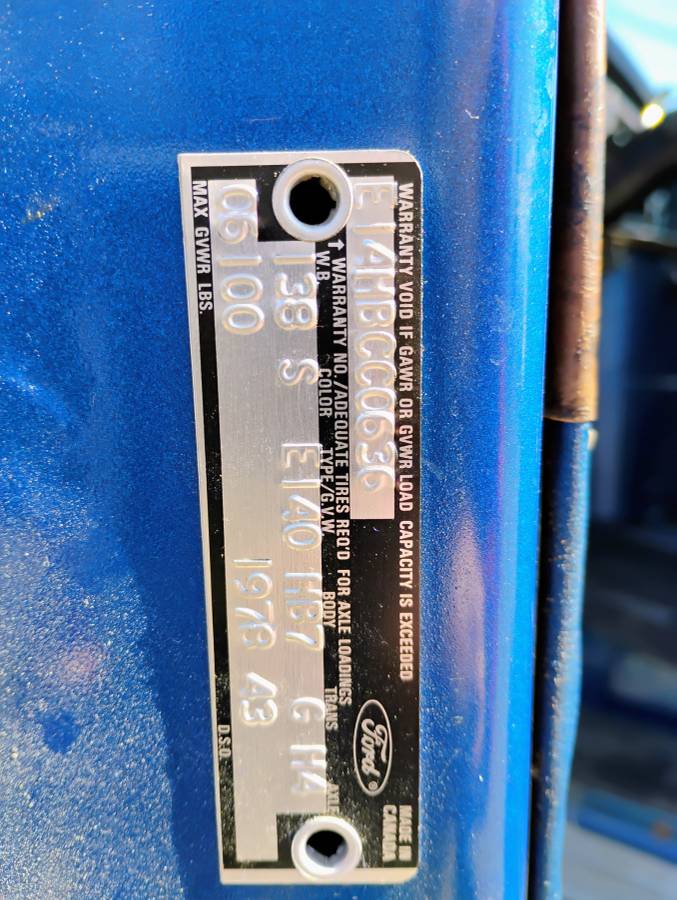 WARRANTY VOID IF GAWR OR GVWR LOAD CAPACITY IS EXCEEDED
E14HBCC0636
Ford®
MADE IN
CANADA
↑ WARRANTY NO./ADEQUATE TIRES REQ'D FOR AXLE LOADINGS
W.B COLOR TYPE/G.V.W. BODY TRANS AXLE
138 S E140 HB7 G H4
06100 1978 43
MAX GVWR LBS. D.S.O.